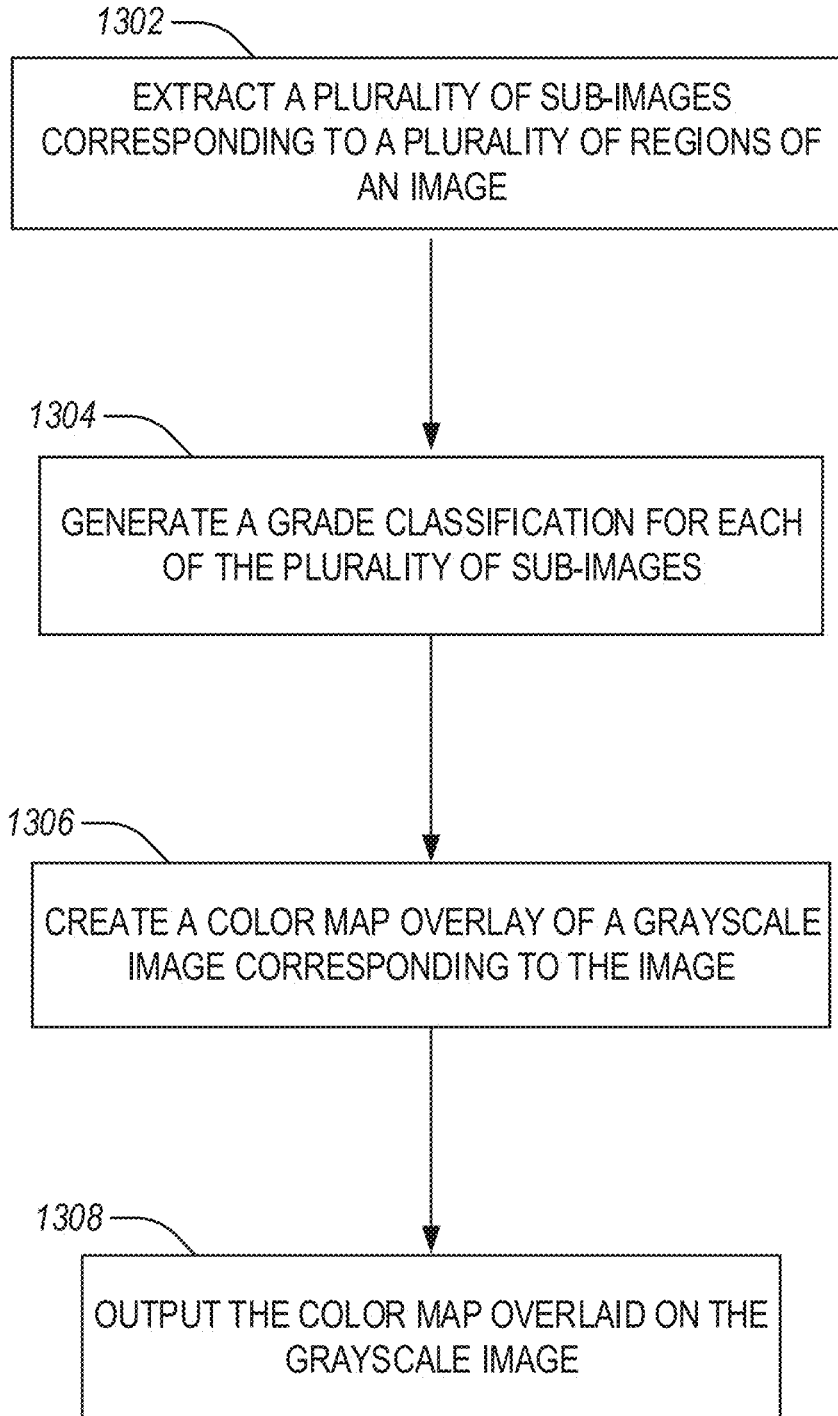 1302
EXTRACT A PLURALITY OF SUB-IMAGES
CORRESPONDING TO A PLURALITY OF REGIONS OF
AN IMAGE
1304
GENERATE A GRADE CLASSIFICATION FOR EACH
OF THE PLURALITY OF SUB-IMAGES
1306
CREATE A COLOR MAP OVERLAY OF A GRAYSCALE
IMAGE CORRESPONDING TO THE IMAGE
1308
OUTPUT THE COLOR MAP OVERLAID ON THE
GRAYSCALE IMAGE